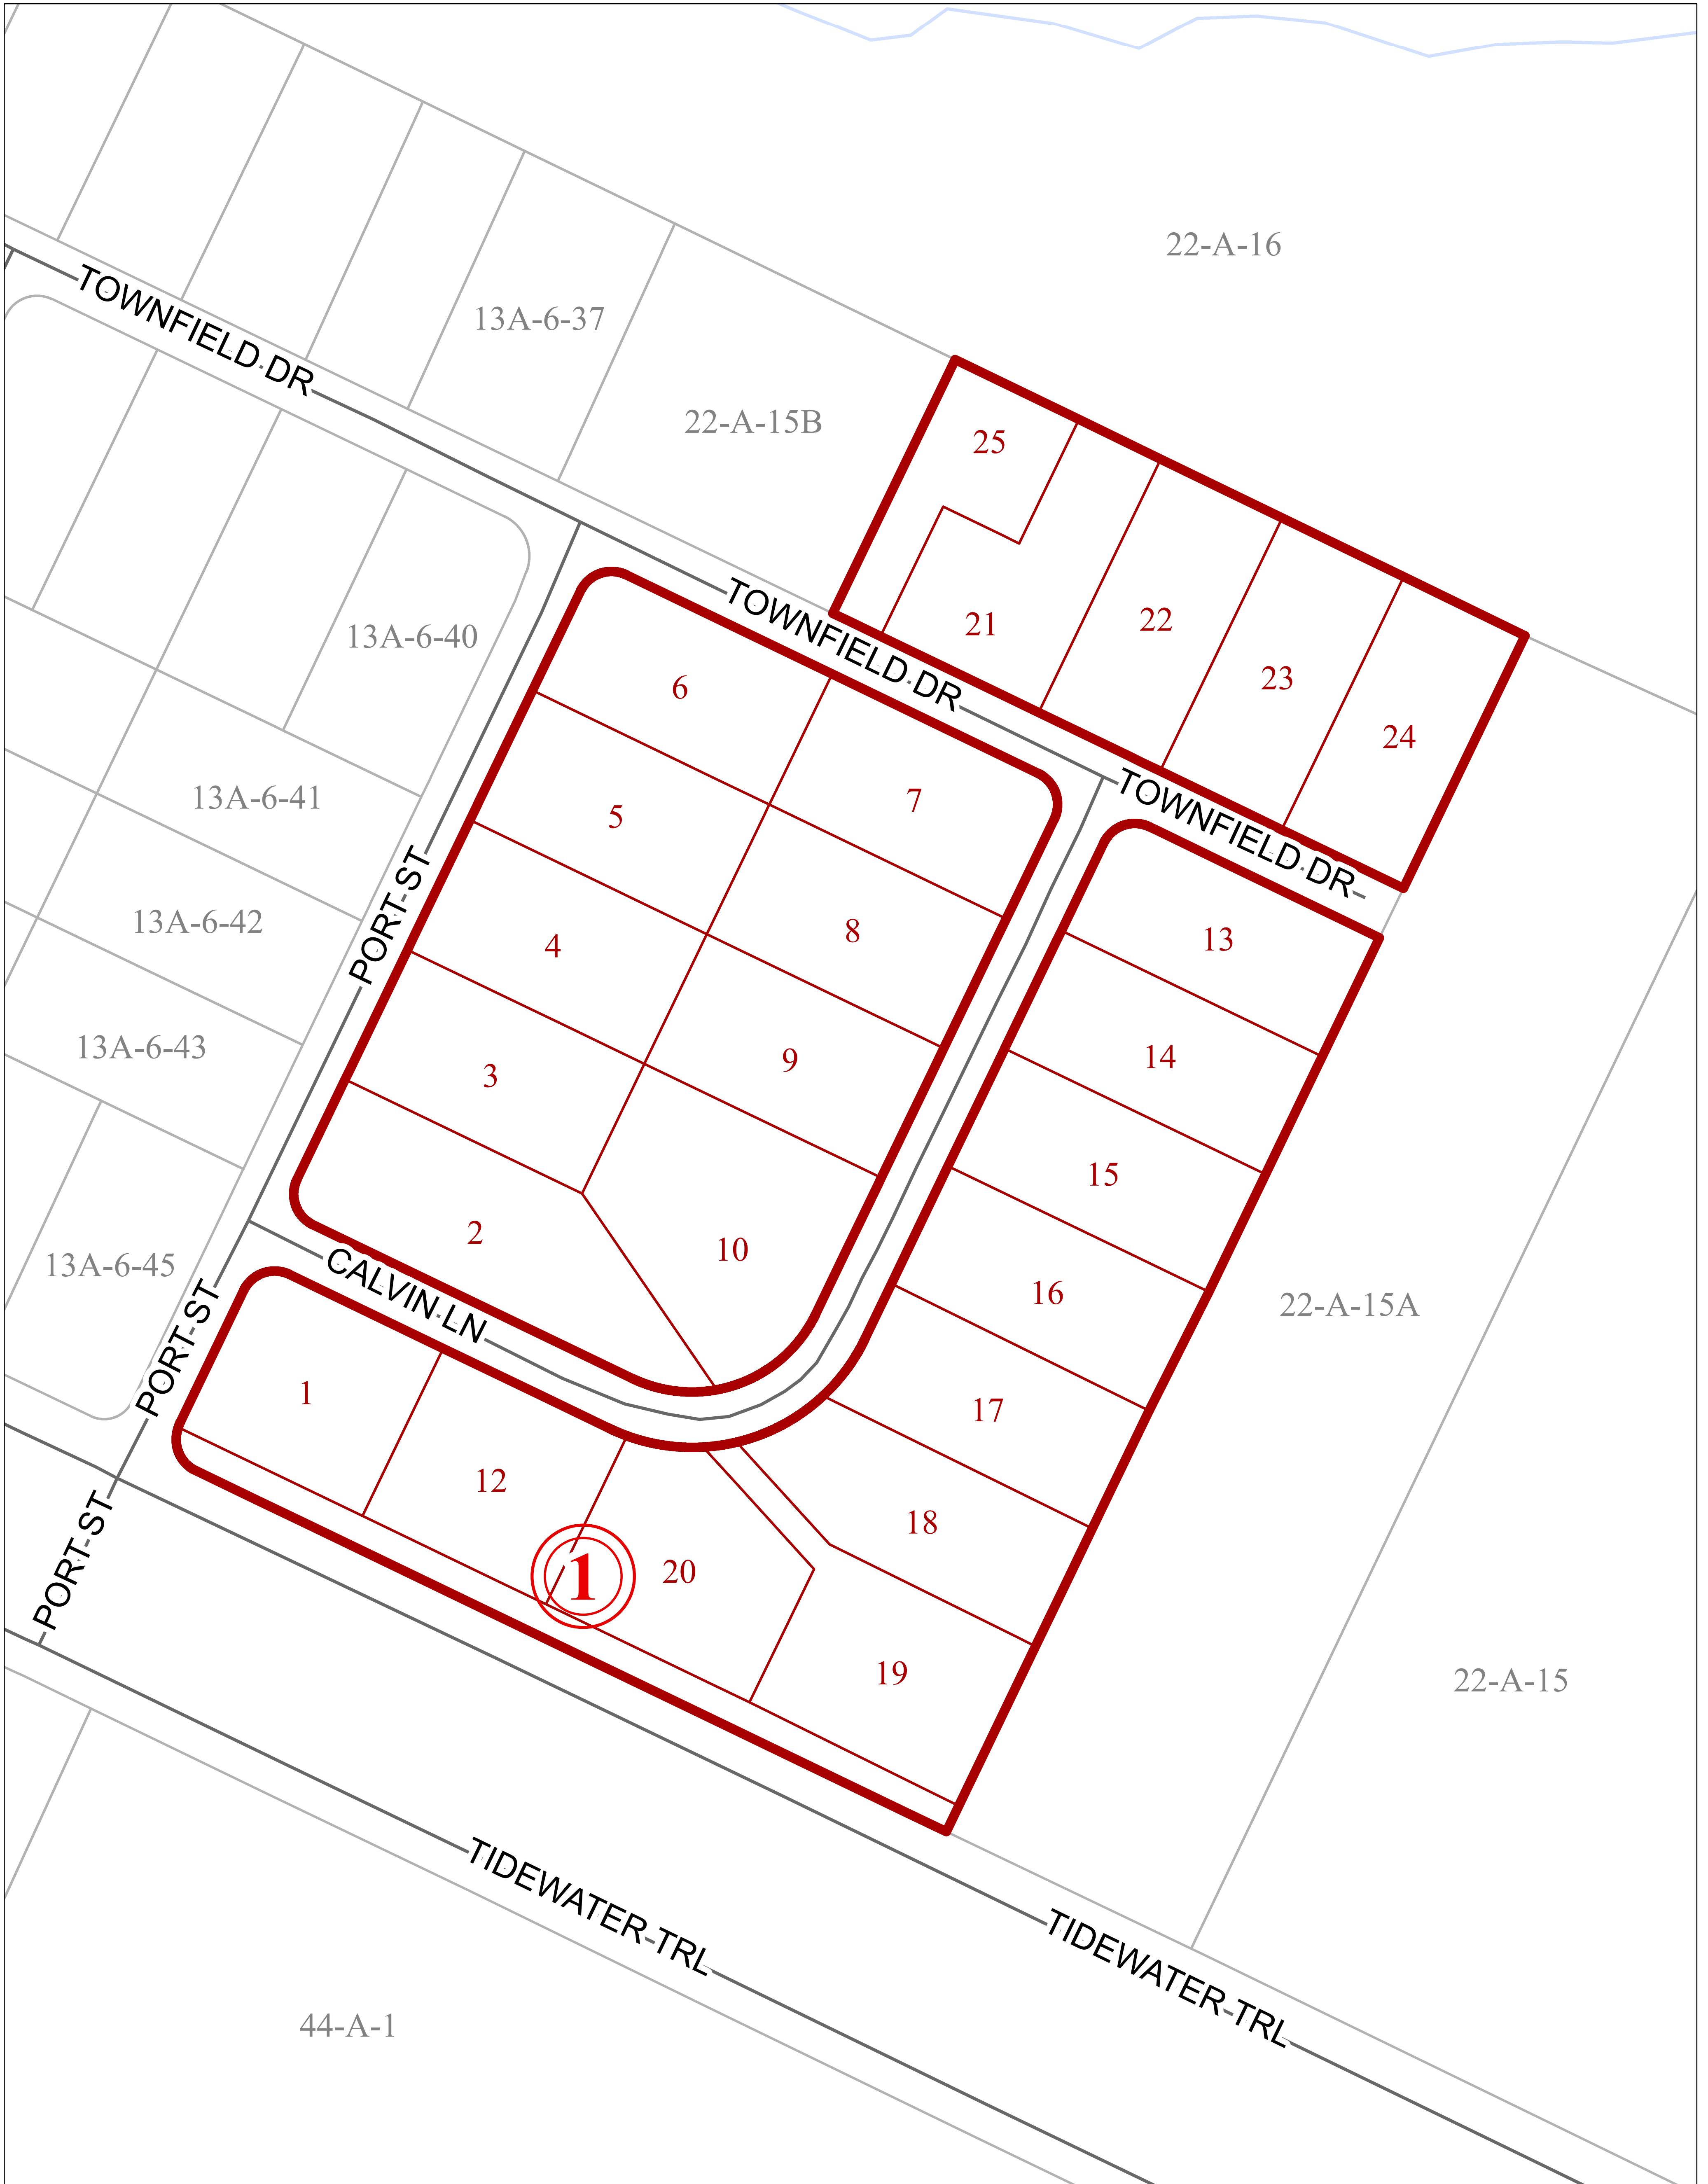 22-A-16
TOWNFIELD DR
13A-6-37
22-A-15B
25
TOWNFIELD DR
21
22
13A-6-40
23
6
24
TOWNFIELD DR
13A-6-41
7
5
PORT ST
13A-6-42
8
4
13
13A-6-43
9
3
14
15
2
10
13A-6-45
CALVIN LN
16
22-A-15A
PORT ST
1
17
12
18
PORT ST
1
20
19
22-A-15
TIDEWATER TRL
TIDEWATER TRL
44-A-1